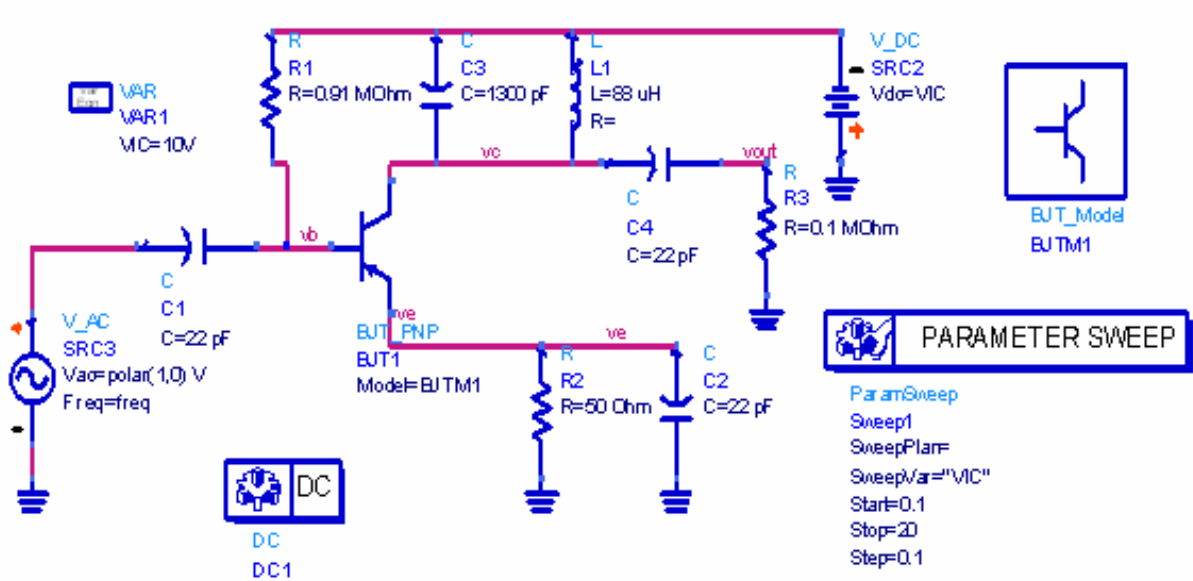 VAR
VAR1
VIC=10V
R
R1
R=0.91 MOhm
C
C3
C=1300 pF
L
L1
L=88 uH
R=
V_DC
SRC2
Vdc=VIC
BJT_Model
BJTM1
vc
C
C4
C=22 pF
vout
R
R3
R=0.1 MOhm
vb
C
C1
C=22 pF
V_AC
SRC3
Vac=polar(1,0) V
Freq=freq
ve
BJT_PNP
BJT1
Model=BJTM1
ve
R
R2
R=50 Ohm
C
C2
C=22 pF
DC
DC
DC1
PARAMETER SWEEP
ParamSweep
Sweep1
SweepPlan=
SweepVar="VIC"
Start=0.1
Stop=20
Step=0.1